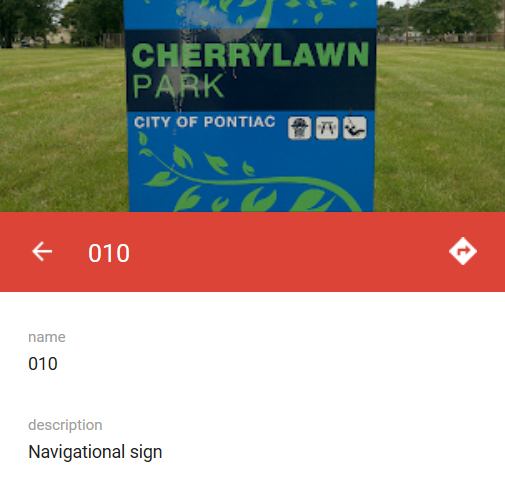 CHERRYLAWN
PARK
CITY OF PONTIAC
010
name
010
description
Navigational sign